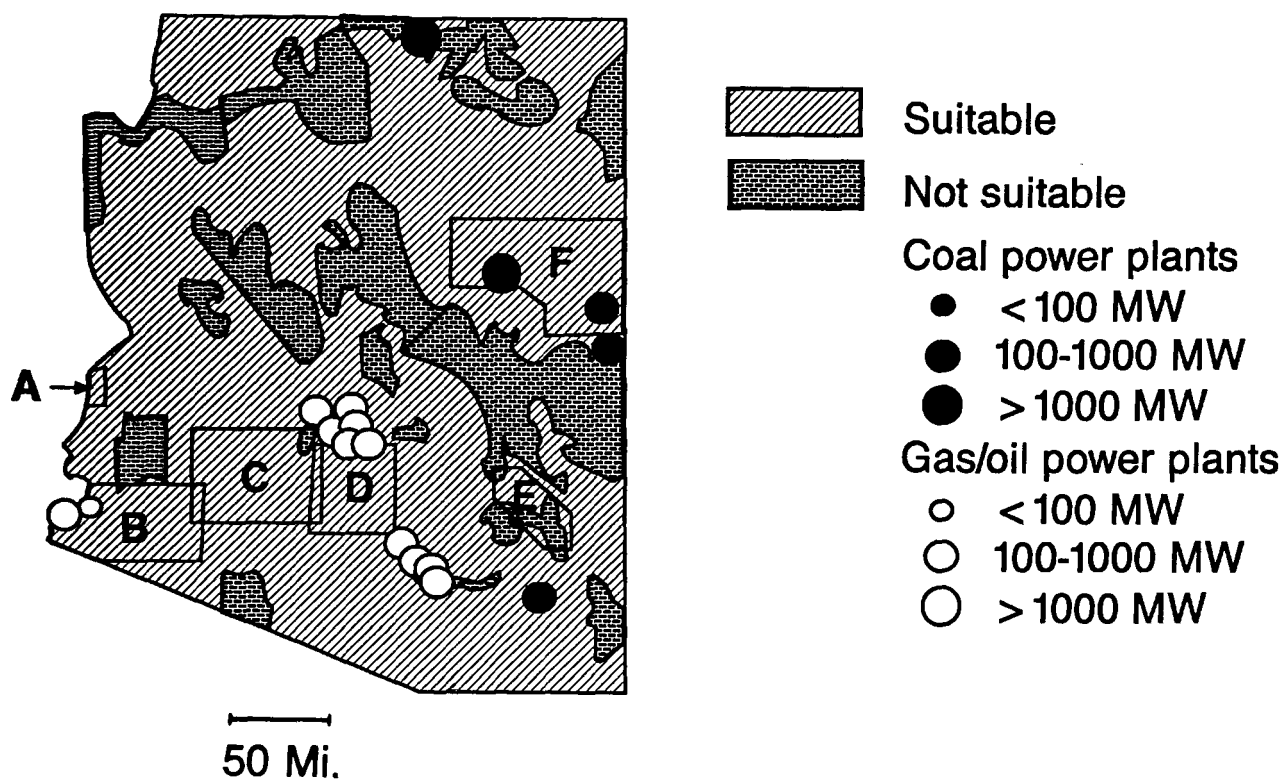 Suitable
Not suitable
Coal power plants
<100 MW
100-1000 MW
>1000 MW
Gas/oil power plants
<100 MW
100-1000 MW
>1000 MW
F
A
C
D
E
B
50 Mi.